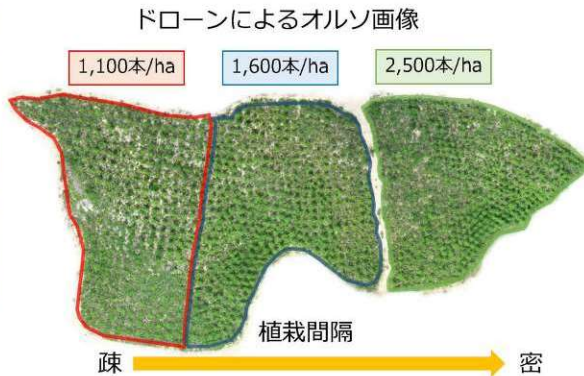 ドローンによるオルソ画像
1,100本/ha
1,600本/ha
2,500本/ha
植栽間隔
疎
密